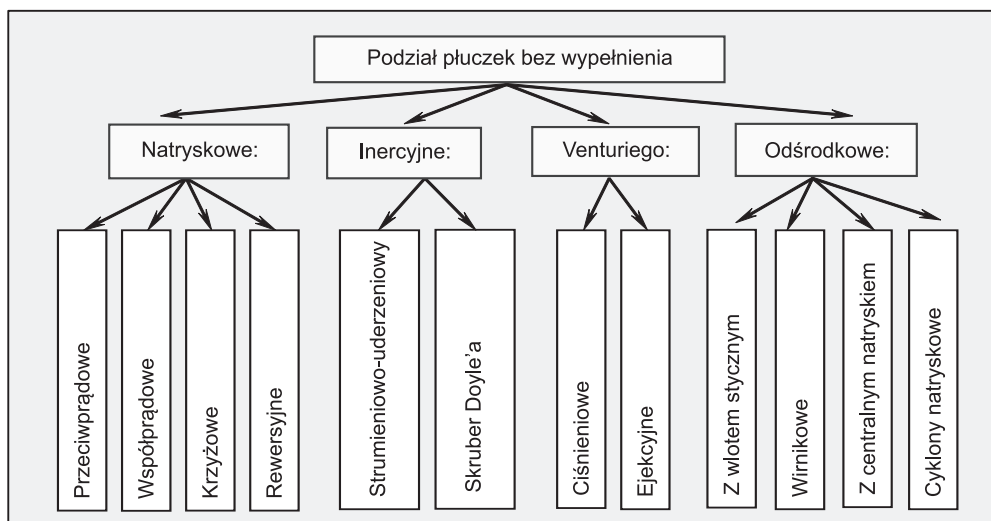 Podział płuczek bez wypełnienia
Natryskowe:
Inercyjne:
Venturiego:
Odśrodkowe:
Przeciwprądowe
Współprądowe
Krzyżowe
Rewersyjne
Strumieniowo-uderzeniowy
Skruber Doyle'a
Ciśnieniowe
Ejekcyjne
Z wlotem stycznym
Wirnikowe
Z centralnym natryskiem
Cyklony natryskowe